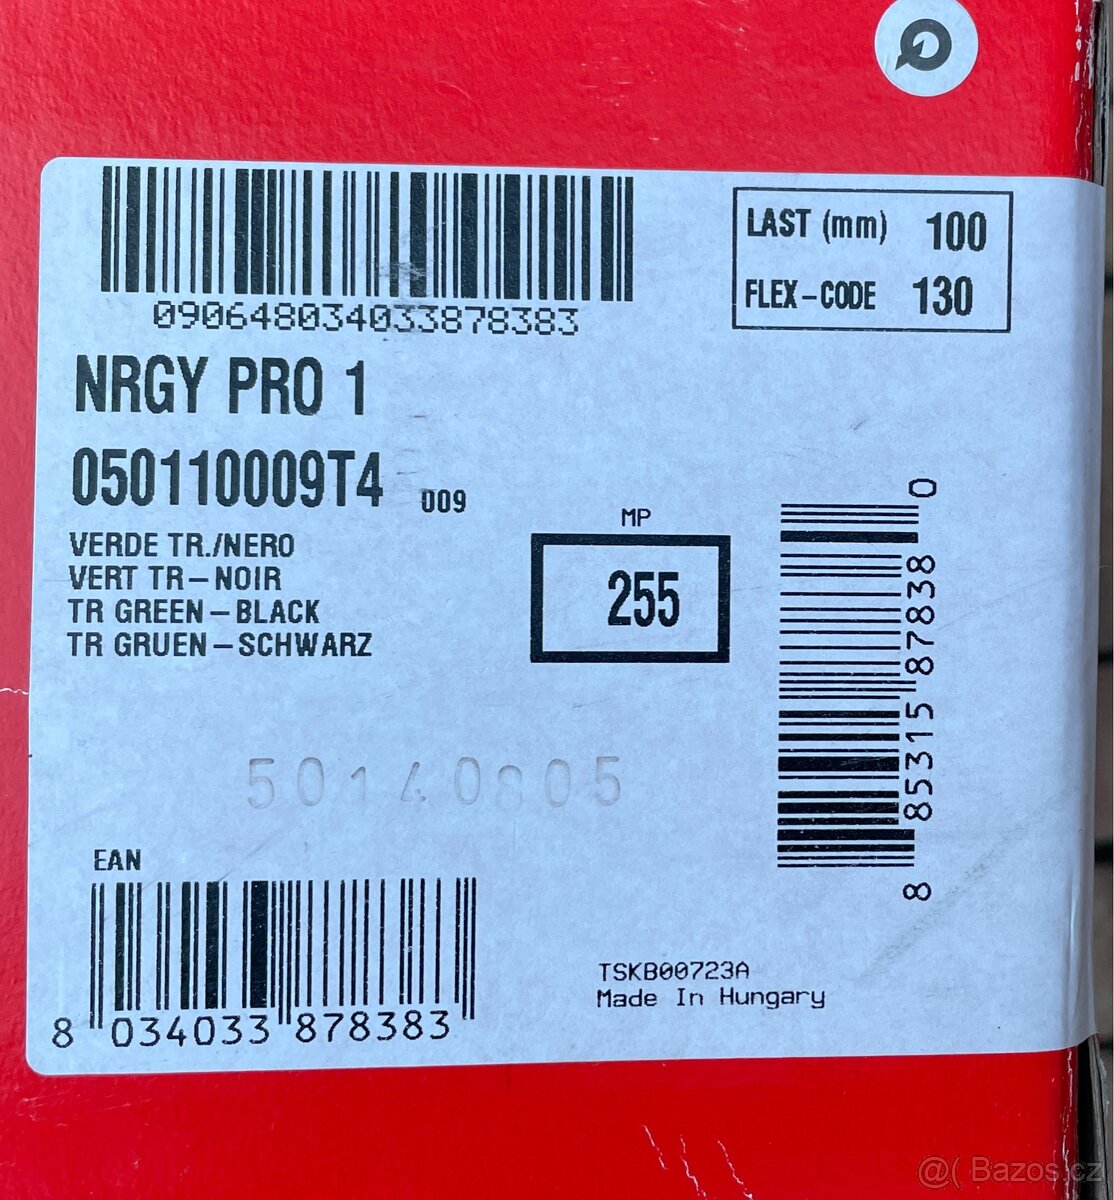 LAST (mm) 100
FLEX-CODE 130
090648034033878383
NRGY PRO 1
050110009T4 009
VERDE TR./NERO
VERT TR-NOIR
TR GREEN-BLACK
TR GRUEN-SCHWARZ
MP
255
8 85315 87838 0
EAN
8 034033 878383
TSKB00723A
Made In Hungary
@( Bazos.cz